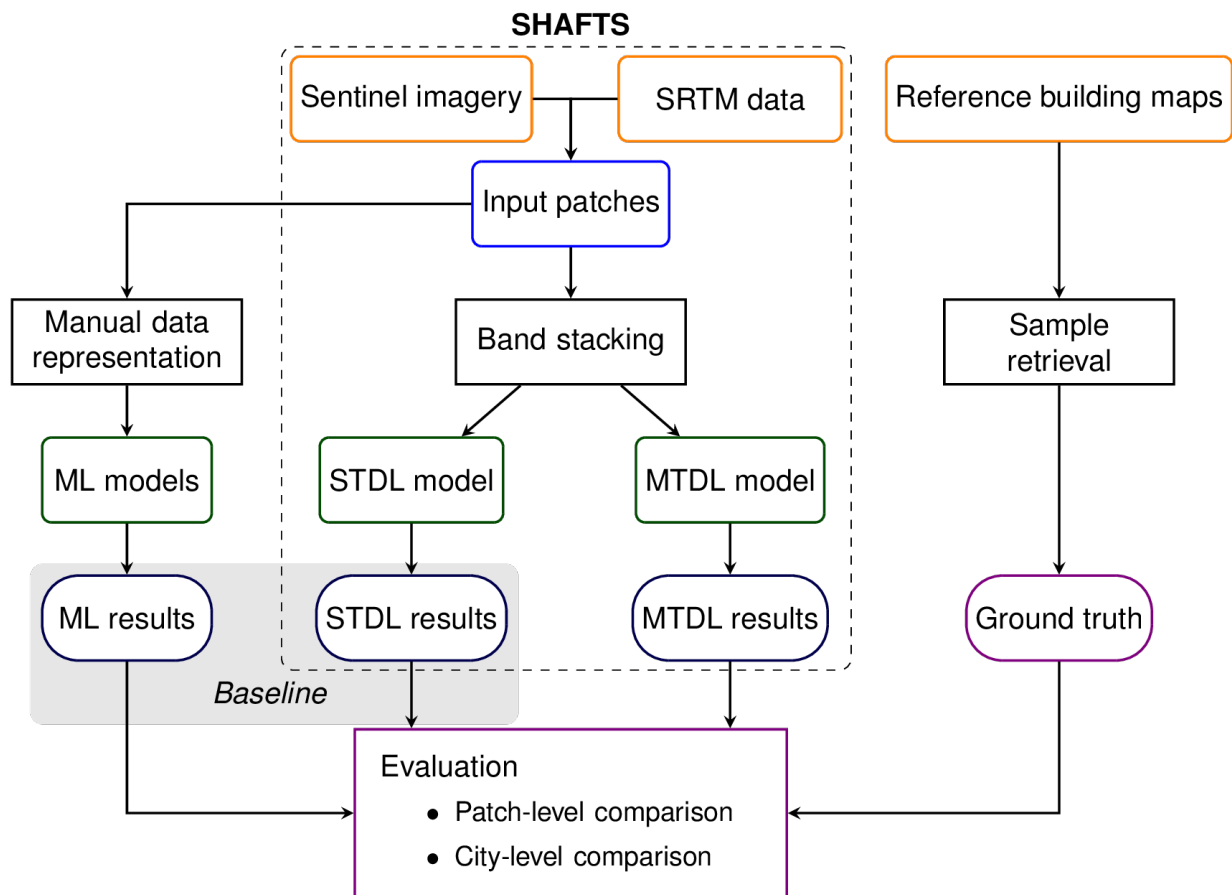 SHAFTS
Sentinel imagery
SRTM data
Reference building maps
Input patches
Manual data
representation
Band stacking
Sample
retrieval
ML models
STDL model
MTDL model
ML results
STDL results
MTDL results
Ground truth
Baseline
Evaluation
● Patch-level comparison
● City-level comparison